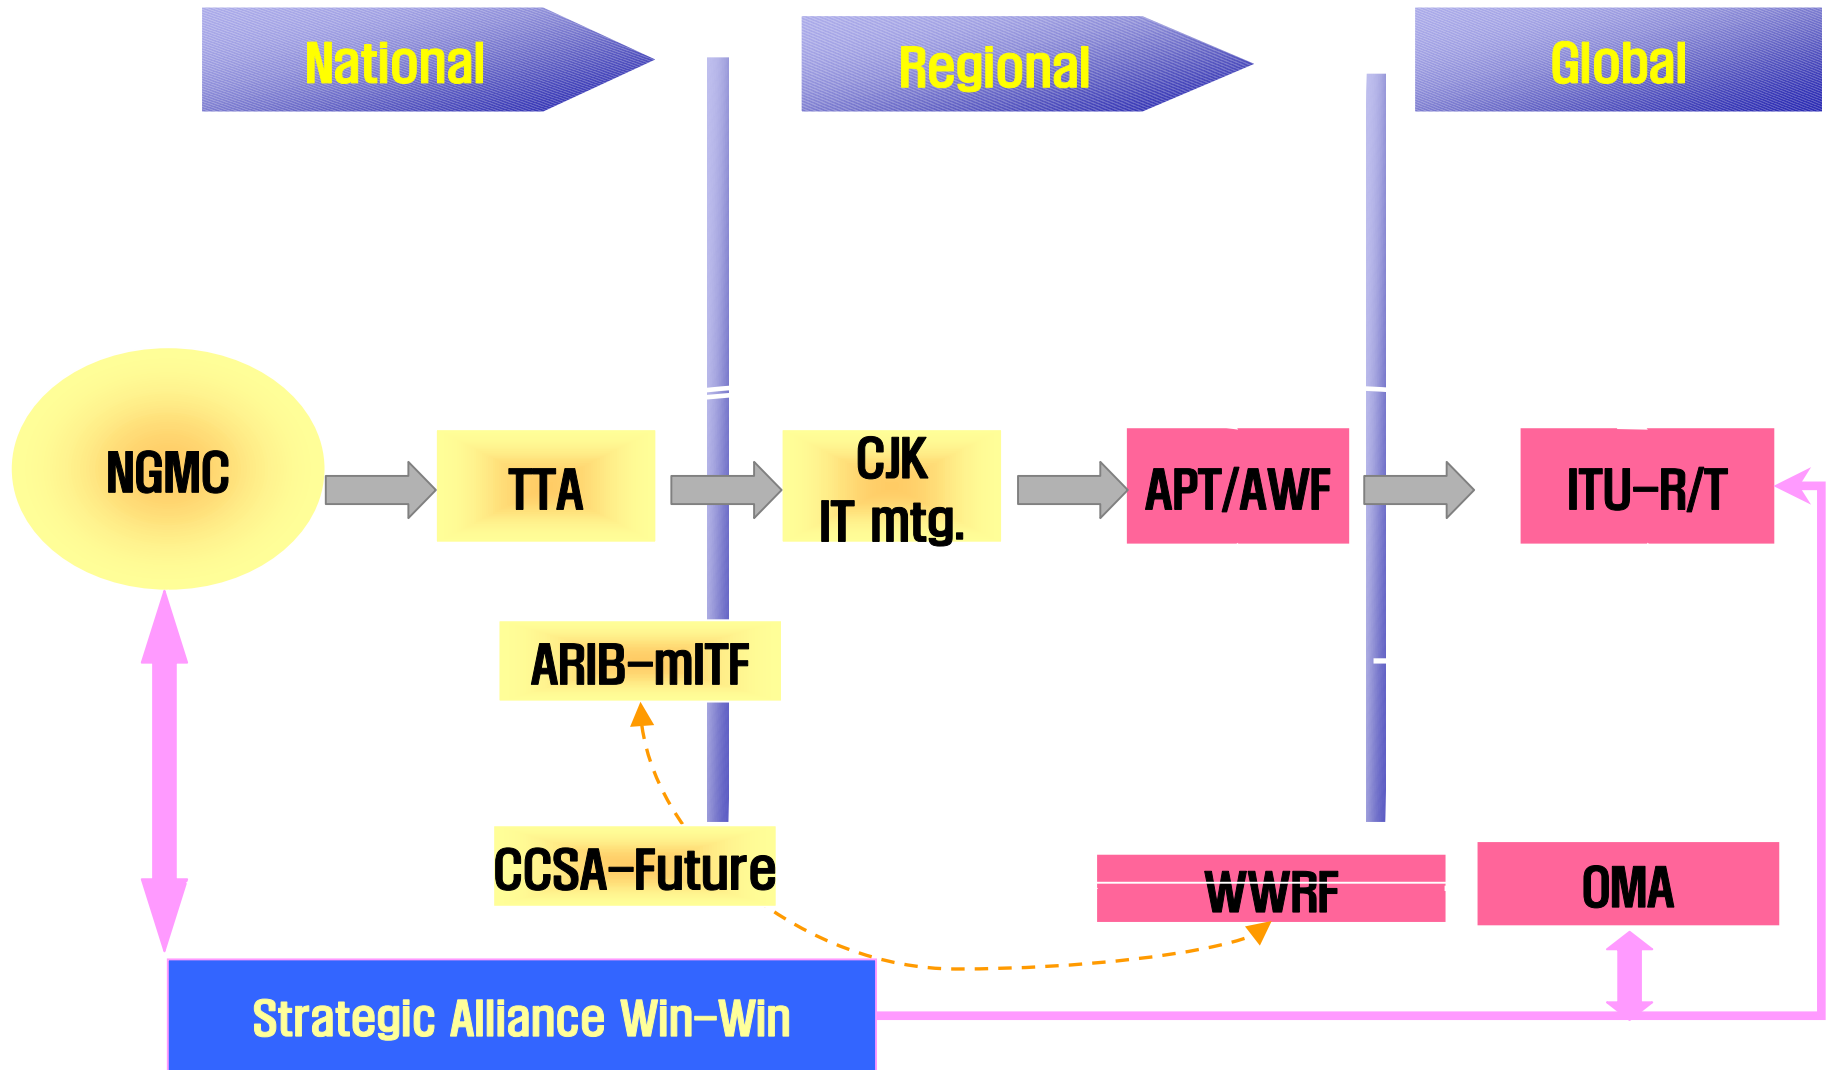 National
Regional
Global
NGMC
TTA
CJK
IT mtg.
APT/AWF
ITU-R/T
ARIB-mITF
CCSA-Future
WWRF
OMA
Strategic Alliance Win-Win